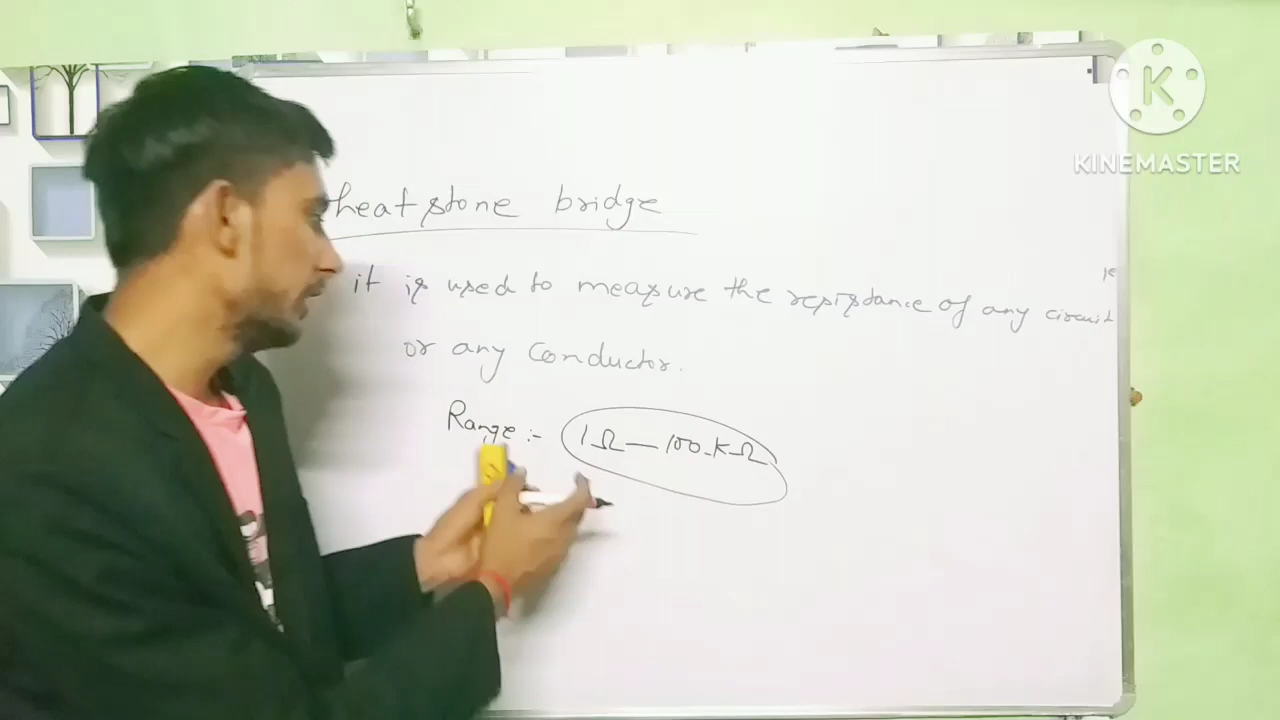 K
KINEMASTER
heatstone bridge
it is used to measure the resistance of any circuit
or any conductor.
Range :- 1Ω — 100 KΩ